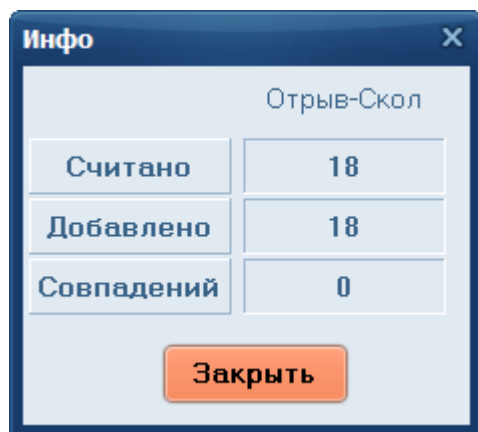 Инфо
Отрыв-Скол
Считано 18
Добавлено 18
Совпадений 0
Закрыть